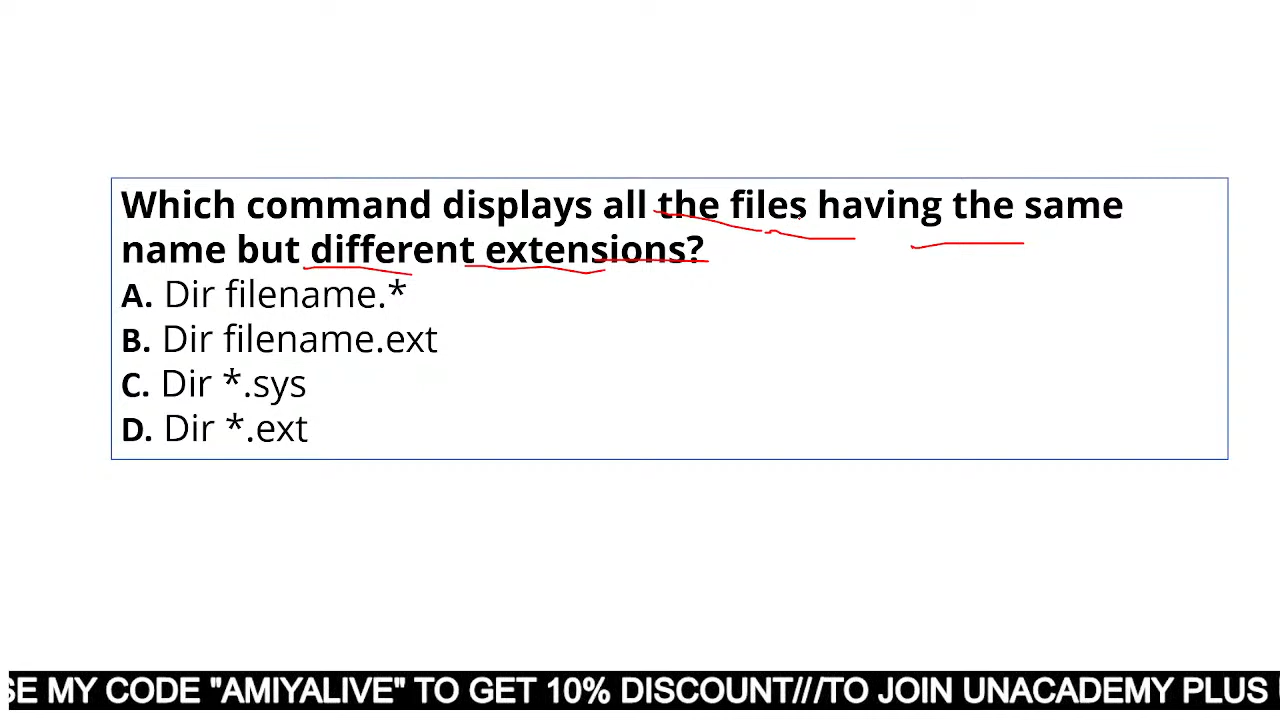 Which command displays all the files having the same
name but different extensions?
A. Dir filename.*
B. Dir filename.ext
C. Dir *.sys
D. Dir *.ext
SE MY CODE "AMIYALIVE" TO GET 10% DISCOUNT///TO JOIN UNACADEMY PLUS